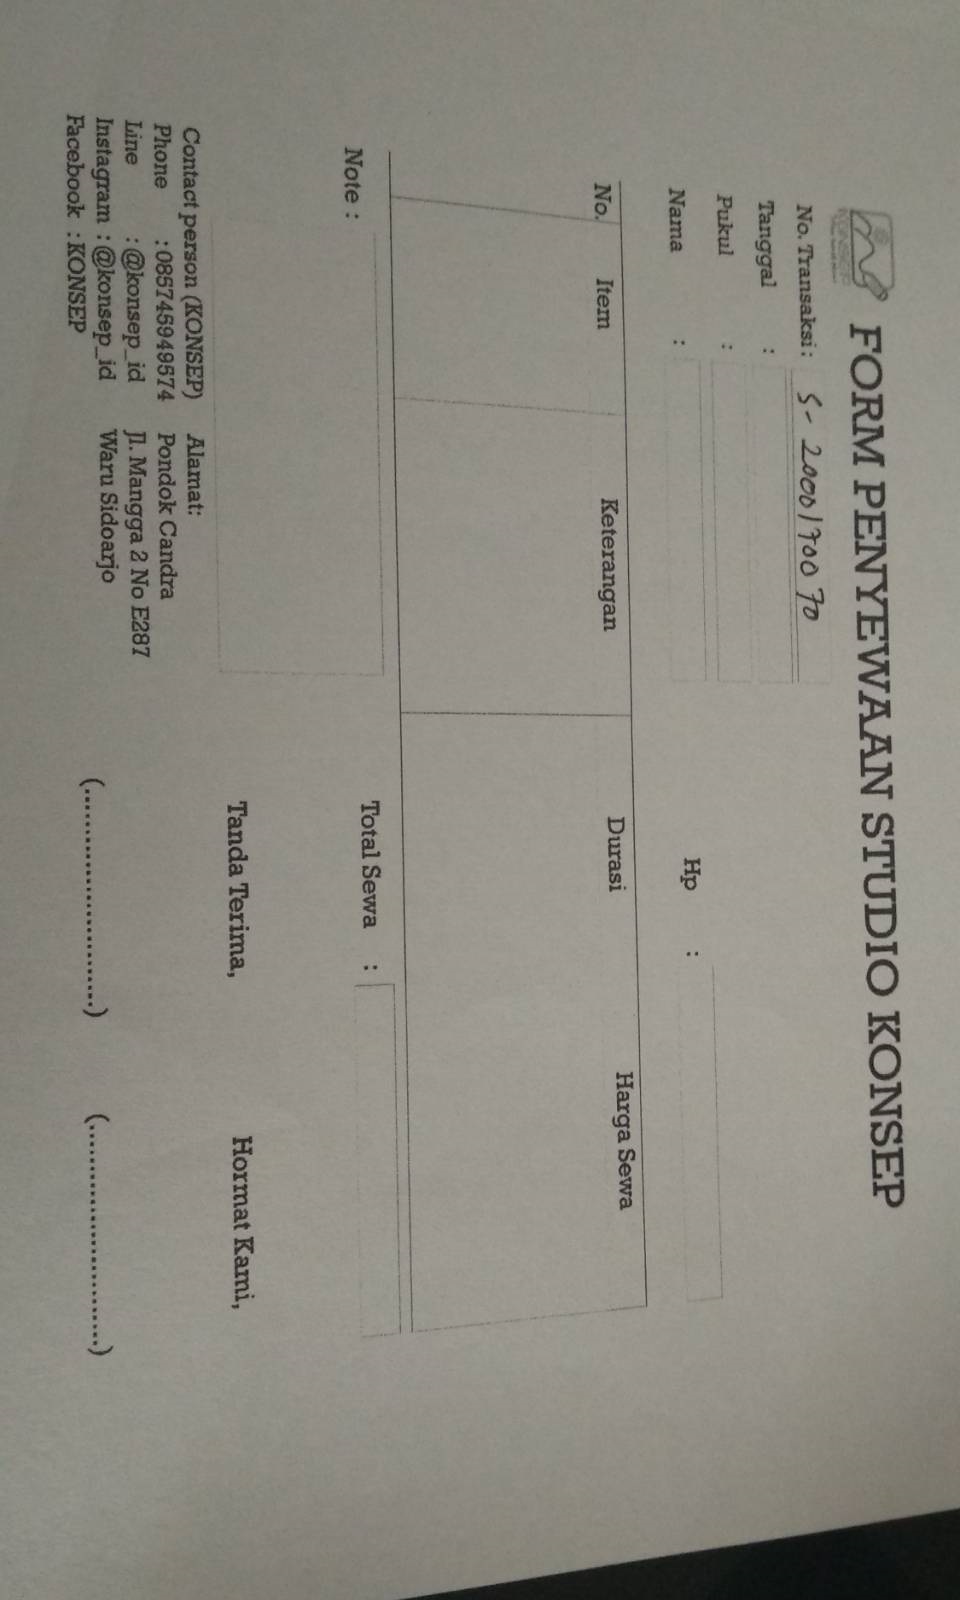 FORM PENYEWAAN STUDIO KONSEP
KONSEP
No. Transaksi : S- 2000170070
Tanggal :
Pukul :
Nama :
Hp :
No. Item Keterangan Durasi Harga Sewa
Note :
Total Sewa :
Tanda Terima, Hormat Kami,
Contact person (KONSEP)
Phone : 085745949574
Line : @konsep_id
Instagram : @konsep_id
Facebook : KONSEP
Alamat:
Pondok Candra
Jl. Mangga 2 No E287
Waru Sidoarjo
(............................) (............................)